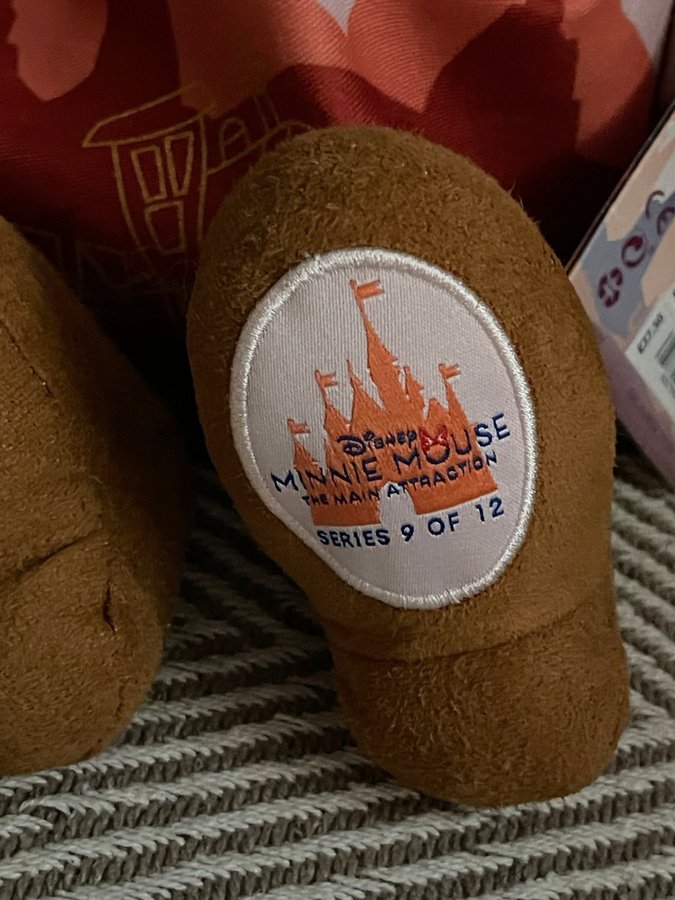 Disney
MINNIE MOUSE
THE MAIN ATTRACTION
SERIES 9 OF 12